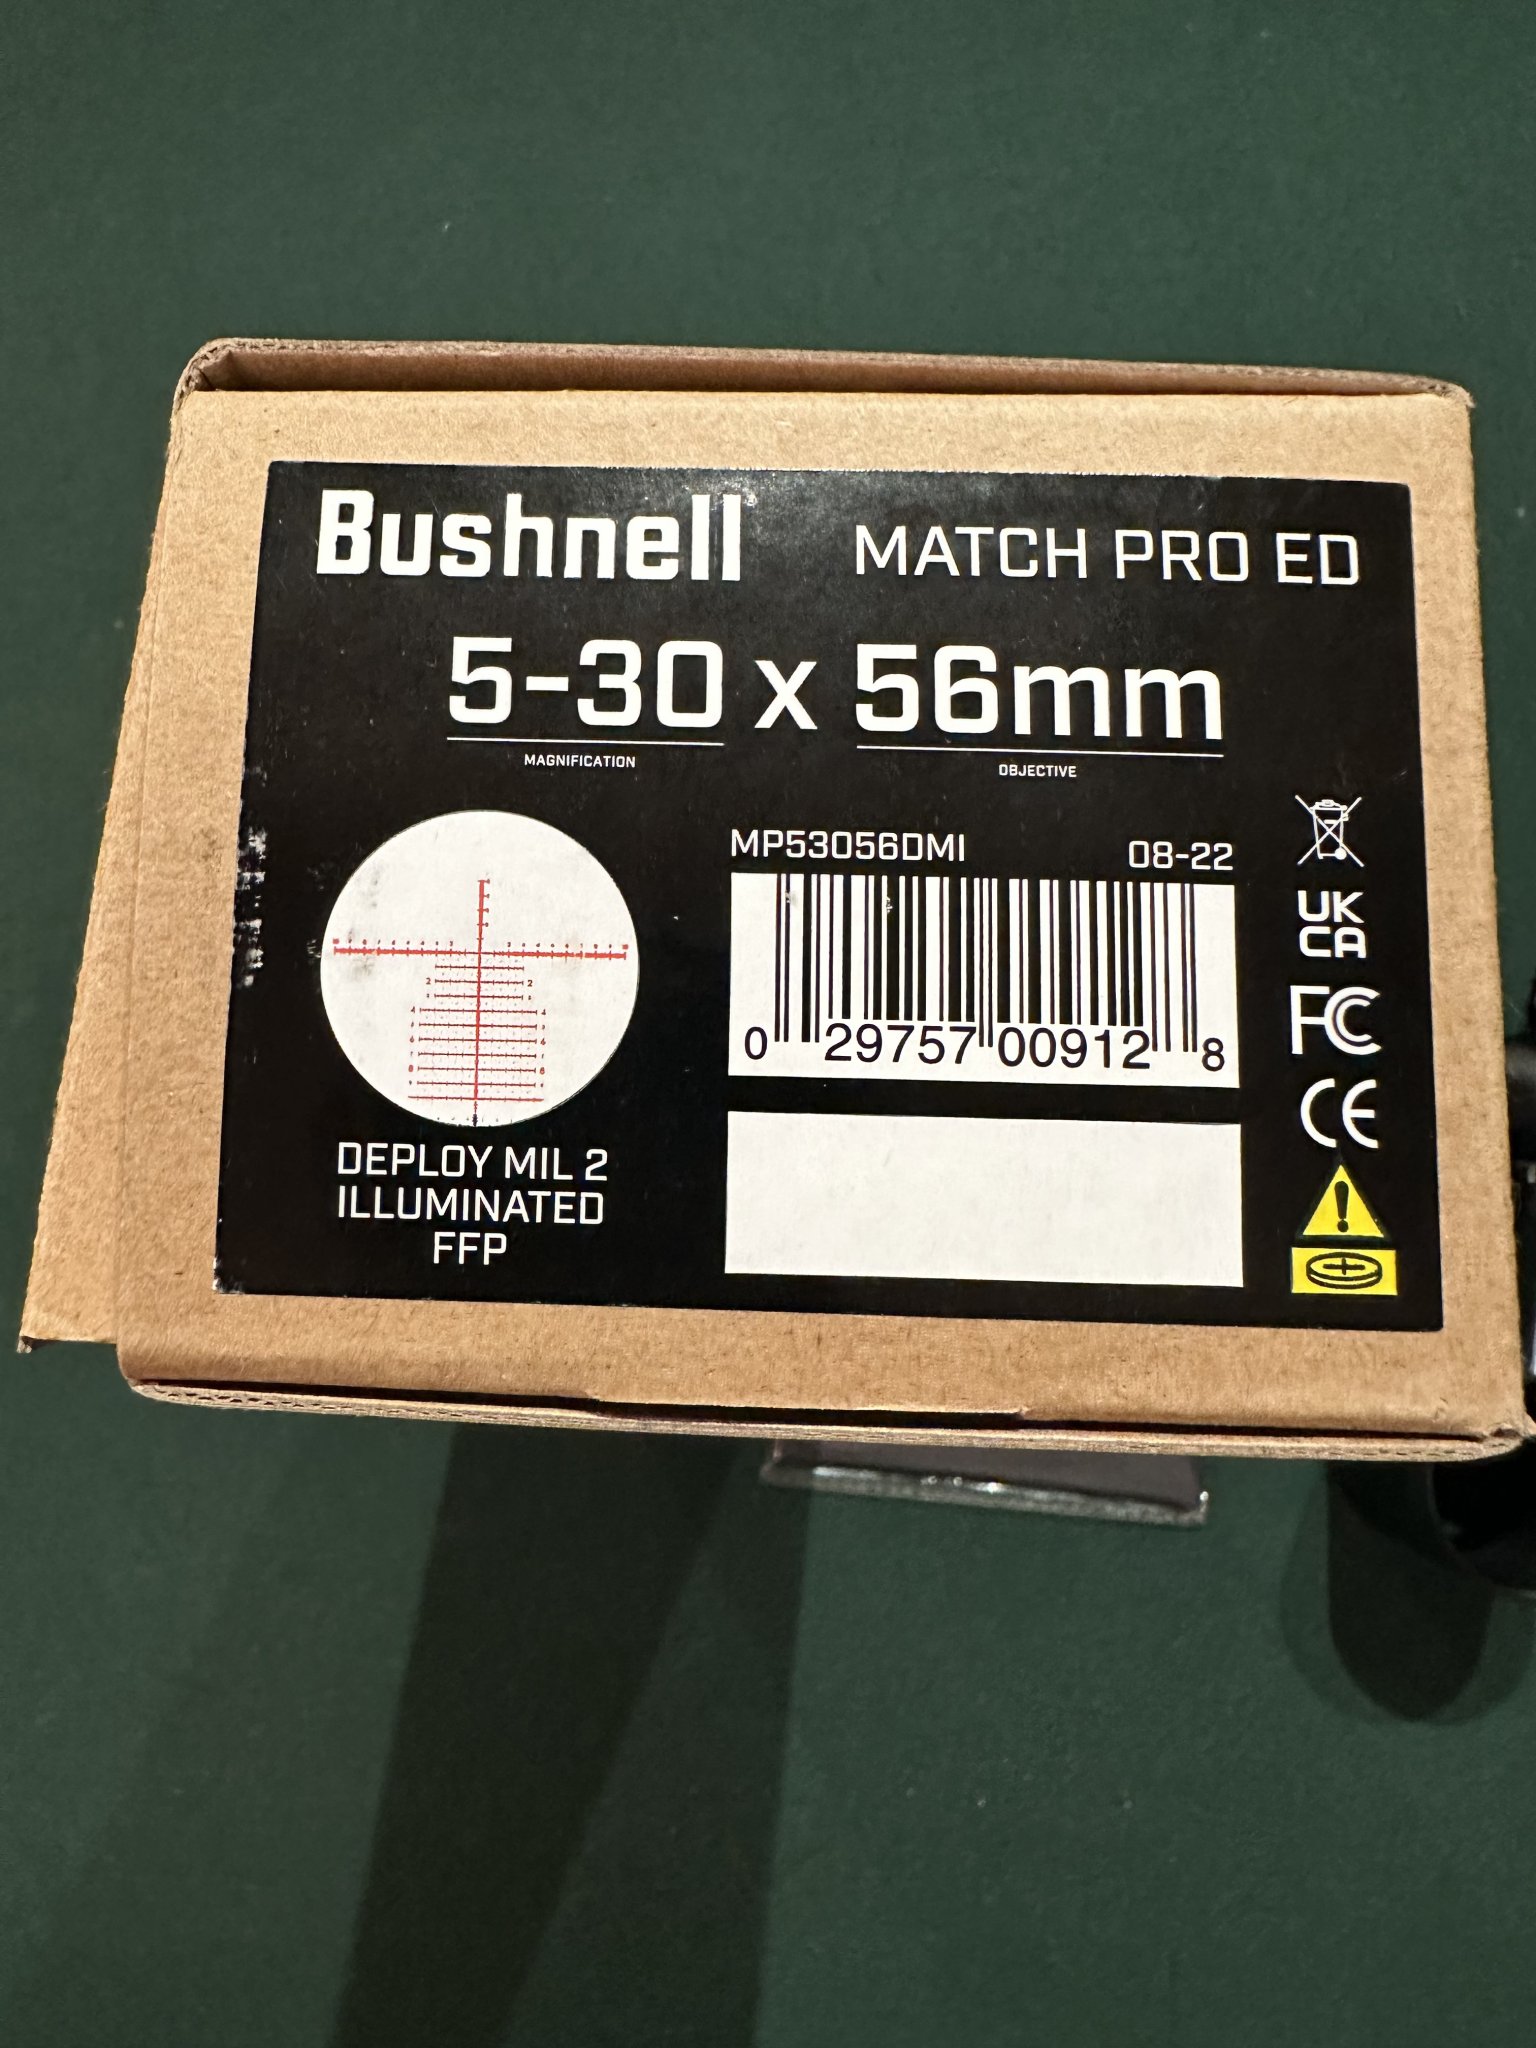 Bushnell MATCH PRO ED
5-30 x 56mm
MAGNIFICATION OBJECTIVE
MP53056DMI 08-22
0 29757 00912 8
UK
CA
FC
CE
DEPLOY MIL 2
ILLUMINATED
FFP